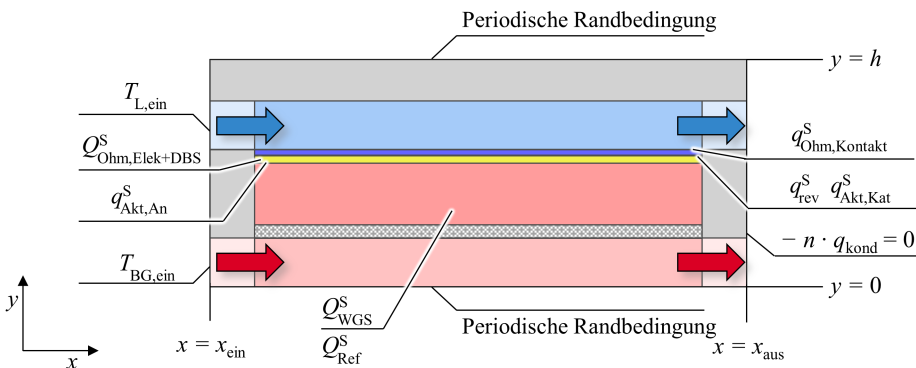 Periodische Randbedingung
y = h
T_L,ein
Q^S_Ohm,Elek+DBS
q^S_Ohm,Kontakt
q^S_Akt,An
q^S_rev q^S_Akt,Kat
− n · q_kond = 0
T_BG,ein
y
x
Q^S_WGS
Q^S_Ref
y = 0
Periodische Randbedingung
x = x_ein
x = x_aus